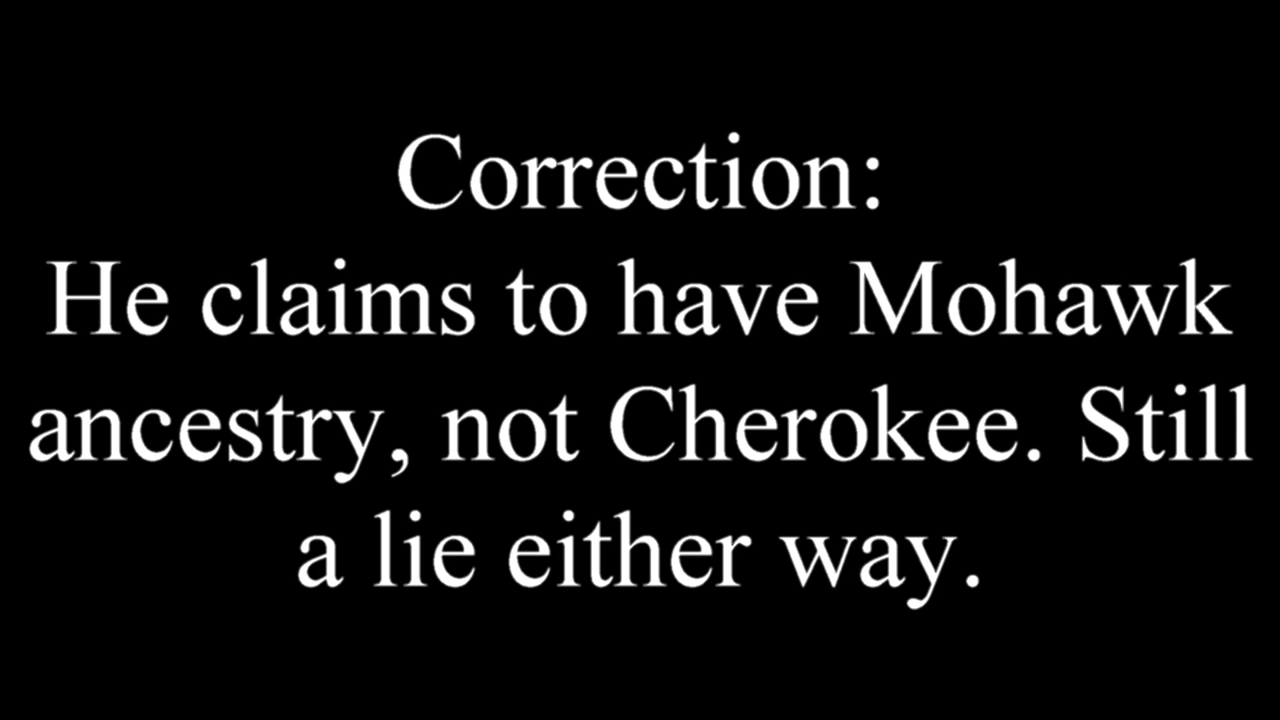 Correction:
He claims to have Mohawk
ancestry, not Cherokee. Still
a lie either way.